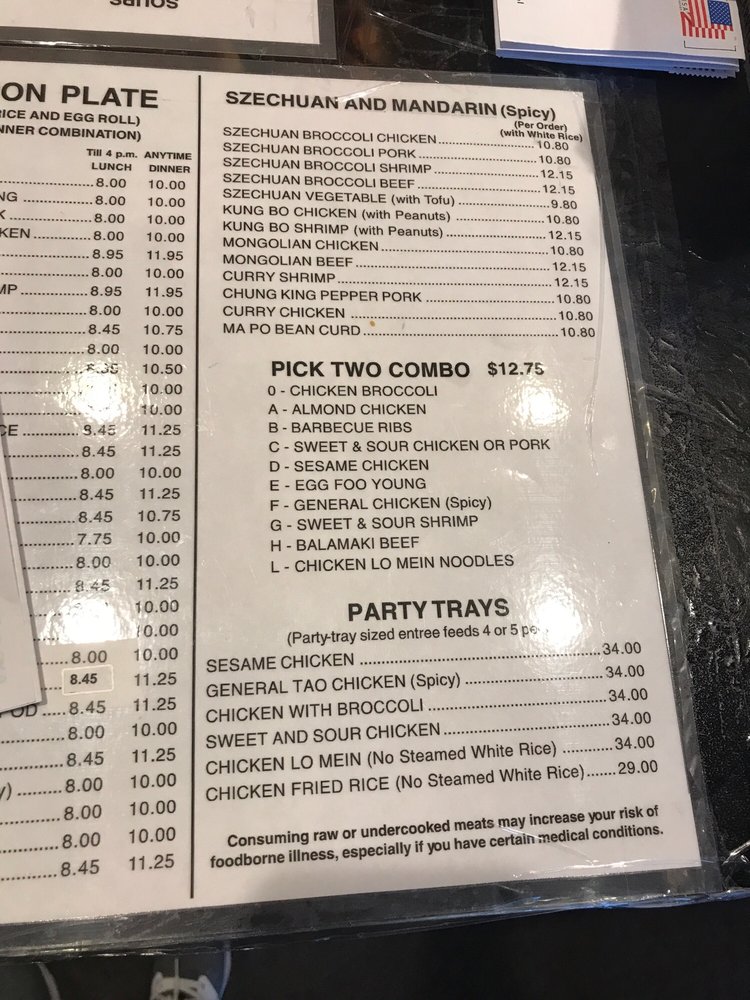 SOUPS
ON PLATE
RICE AND EGG ROLL)
NNER COMBINATION)
Till 4 p.m. ANYTIME
LUNCH DINNER
8.00 10.00
NG 8.00 10.00
K 8.00 10.00
KEN 8.00 10.00
8.95 11.95
8.00 10.00
MP 8.95 11.95
8.00 10.00
8.45 10.75
8.00 10.00
10.50
10.00
10.00
CE 8.45 11.25
8.45 11.25
8.00 10.00
8.45 11.25
8.45 10.75
7.75 10.00
8.00 10.00
8.45 11.25
10.00
10.00
8.00 10.00
8.45 11.25
POD 8.45 11.25
8.00 10.00
8.45 11.25
y) 8.00 10.00
8.00 10.00
8.00 10.00
8.45 11.25
SZECHUAN AND MANDARIN (Spicy)
(Per Order)
(with White Rice)
SZECHUAN BROCCOLI CHICKEN 10.80
SZECHUAN BROCCOLI PORK 10.80
SZECHUAN BROCCOLI SHRIMP 12.15
SZECHUAN BROCCOLI BEEF 12.15
SZECHUAN VEGETABLE (with Tofu) 9.80
KUNG BO CHICKEN (with Peanuts) 10.80
KUNG BO SHRIMP (with Peanuts) 12.15
MONGOLIAN CHICKEN 10.80
MONGOLIAN BEEF 12.15
CURRY SHRIMP 12.15
CHUNG KING PEPPER PORK 10.80
CURRY CHICKEN 10.80
MA PO BEAN CURD 10.80
PICK TWO COMBO $12.75
0 - CHICKEN BROCCOLI
A - ALMOND CHICKEN
B - BARBECUE RIBS
C - SWEET & SOUR CHICKEN OR PORK
D - SESAME CHICKEN
E - EGG FOO YOUNG
F - GENERAL CHICKEN (Spicy)
G - SWEET & SOUR SHRIMP
H - BALAMAKI BEEF
L - CHICKEN LO MEIN NOODLES
PARTY TRAYS
(Party-tray sized entree feeds 4 or 5 pe
SESAME CHICKEN 34.00
GENERAL TAO CHICKEN (Spicy) 34.00
CHICKEN WITH BROCCOLI 34.00
SWEET AND SOUR CHICKEN 34.00
CHICKEN LO MEIN (No Steamed White Rice) 34.00
CHICKEN FRIED RICE (No Steamed White Rice) 29.00
Consuming raw or undercooked meats may increase your risk of
foodborne illness, especially if you have certain medical conditions.